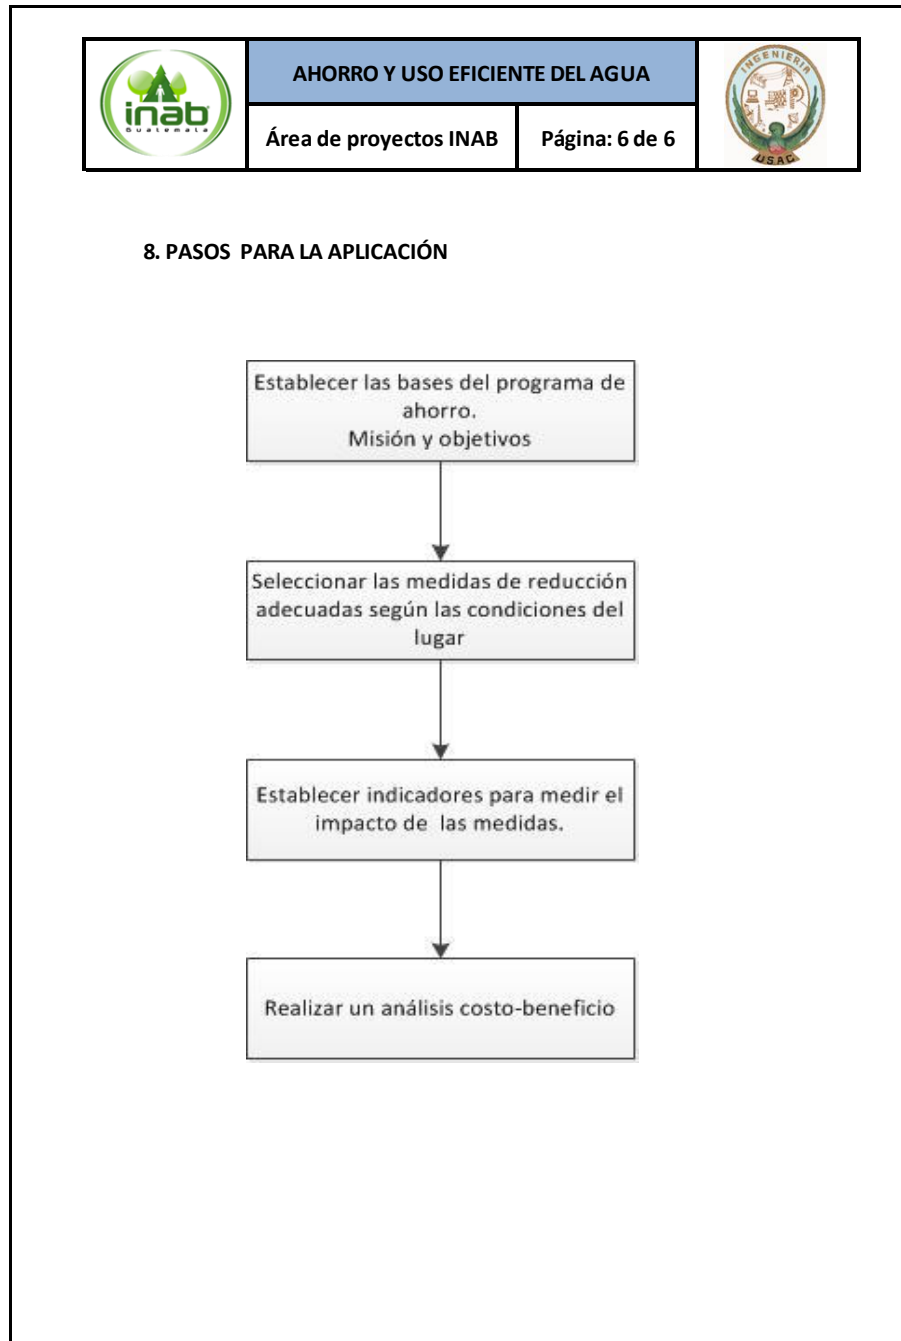 inab
Guatemala
AHORRO Y USO EFICIENTE DEL AGUA
Área de proyectos INAB
Página: 6 de 6
INGENIERIA
USAC
8. PASOS PARA LA APLICACIÓN
Establecer las bases del programa de
ahorro.
Misión y objetivos
Seleccionar las medidas de reducción
adecuadas según las condiciones del
lugar
Establecer indicadores para medir el
impacto de las medidas.
Realizar un análisis costo-beneficio